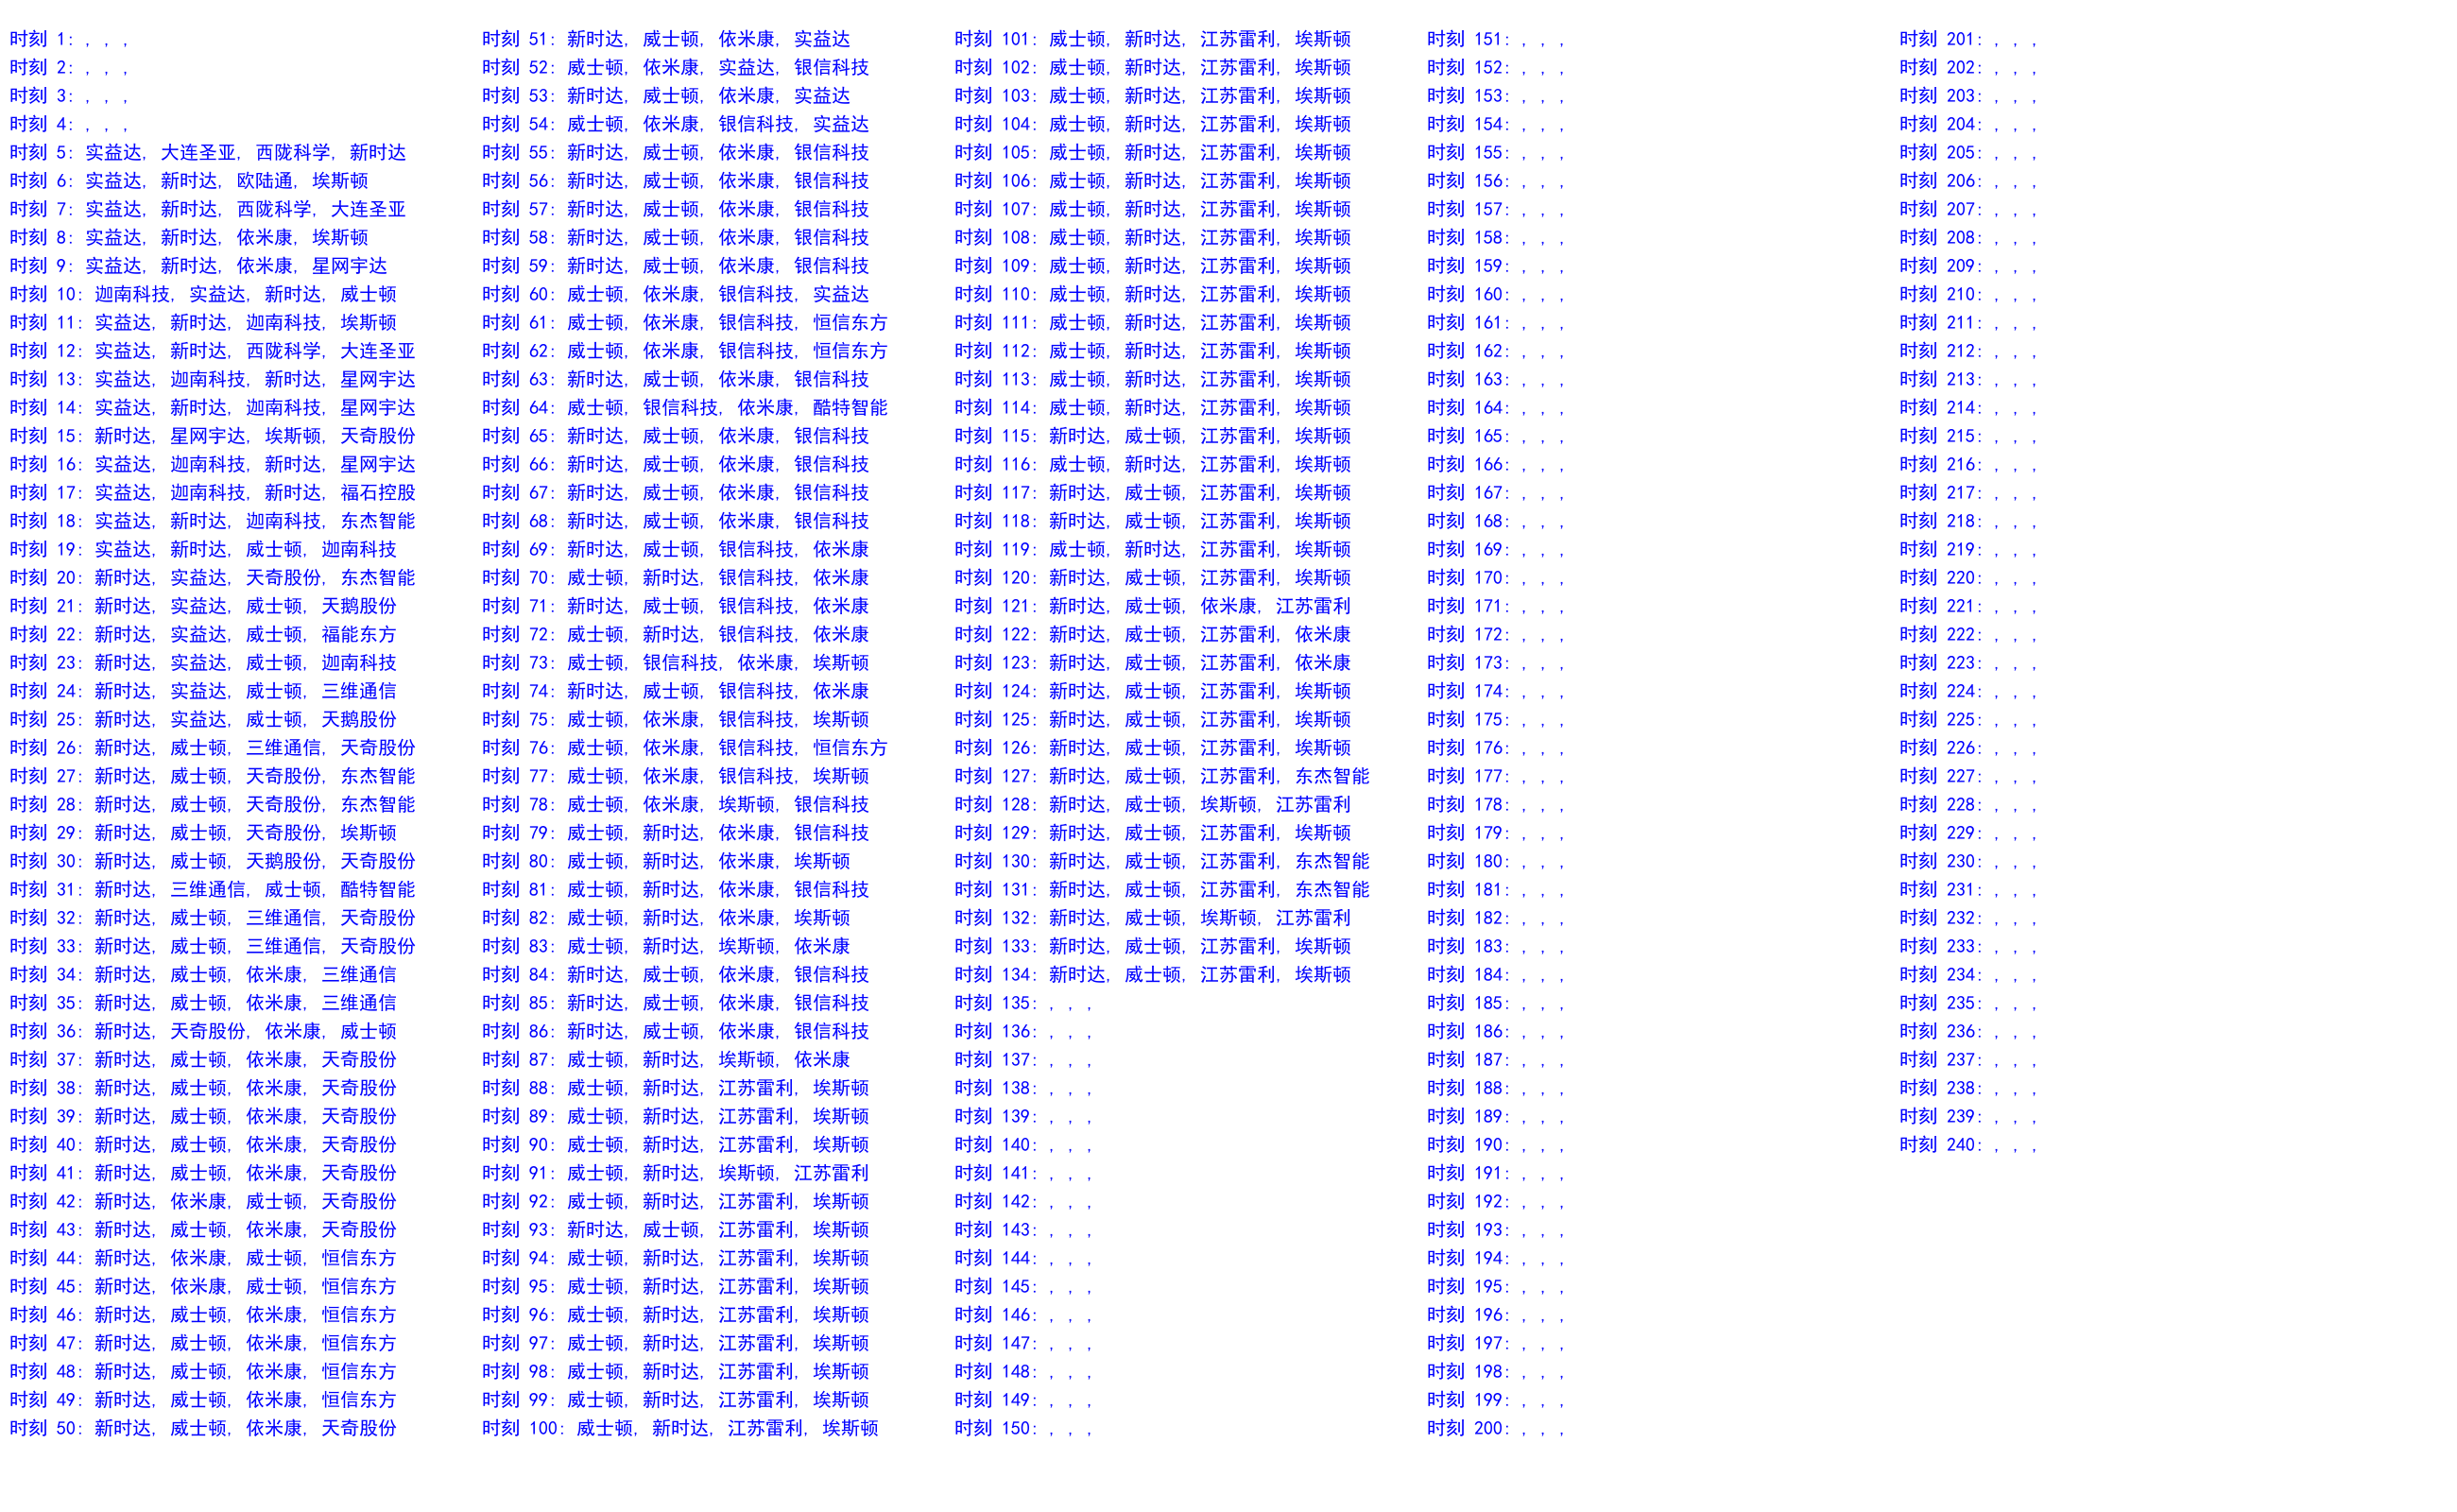 时刻 1: , , ,
时刻 2: , , ,
时刻 3: , , ,
时刻 4: , , ,
时刻 5: 实益达, 大连圣亚, 西陇科学, 新时达
时刻 6: 实益达, 新时达, 欧陆通, 埃斯顿
时刻 7: 实益达, 新时达, 西陇科学, 大连圣亚
时刻 8: 实益达, 新时达, 依米康, 埃斯顿
时刻 9: 实益达, 新时达, 依米康, 星网宇达
时刻 10: 迦南科技, 实益达, 新时达, 威士顿
时刻 11: 实益达, 新时达, 迦南科技, 埃斯顿
时刻 12: 实益达, 新时达, 西陇科学, 大连圣亚
时刻 13: 实益达, 迦南科技, 新时达, 星网宇达
时刻 14: 实益达, 新时达, 迦南科技, 星网宇达
时刻 15: 新时达, 星网宇达, 埃斯顿, 天奇股份
时刻 16: 实益达, 迦南科技, 新时达, 星网宇达
时刻 17: 实益达, 迦南科技, 新时达, 福石控股
时刻 18: 实益达, 新时达, 迦南科技, 东杰智能
时刻 19: 实益达, 新时达, 威士顿, 迦南科技
时刻 20: 新时达, 实益达, 天奇股份, 东杰智能
时刻 21: 新时达, 实益达, 威士顿, 天鹅股份
时刻 22: 新时达, 实益达, 威士顿, 福能东方
时刻 23: 新时达, 实益达, 威士顿, 迦南科技
时刻 24: 新时达, 实益达, 威士顿, 三维通信
时刻 25: 新时达, 实益达, 威士顿, 天鹅股份
时刻 26: 新时达, 威士顿, 三维通信, 天奇股份
时刻 27: 新时达, 威士顿, 天奇股份, 东杰智能
时刻 28: 新时达, 威士顿, 天奇股份, 东杰智能
时刻 29: 新时达, 威士顿, 天奇股份, 埃斯顿
时刻 30: 新时达, 威士顿, 天鹅股份, 天奇股份
时刻 31: 新时达, 三维通信, 威士顿, 酷特智能
时刻 32: 新时达, 威士顿, 三维通信, 天奇股份
时刻 33: 新时达, 威士顿, 三维通信, 天奇股份
时刻 34: 新时达, 威士顿, 依米康, 三维通信
时刻 35: 新时达, 威士顿, 依米康, 三维通信
时刻 36: 新时达, 天奇股份, 依米康, 威士顿
时刻 37: 新时达, 威士顿, 依米康, 天奇股份
时刻 38: 新时达, 威士顿, 依米康, 天奇股份
时刻 39: 新时达, 威士顿, 依米康, 天奇股份
时刻 40: 新时达, 威士顿, 依米康, 天奇股份
时刻 41: 新时达, 威士顿, 依米康, 天奇股份
时刻 42: 新时达, 依米康, 威士顿, 天奇股份
时刻 43: 新时达, 威士顿, 依米康, 天奇股份
时刻 44: 新时达, 依米康, 威士顿, 恒信东方
时刻 45: 新时达, 依米康, 威士顿, 恒信东方
时刻 46: 新时达, 威士顿, 依米康, 恒信东方
时刻 47: 新时达, 威士顿, 依米康, 恒信东方
时刻 48: 新时达, 威士顿, 依米康, 恒信东方
时刻 49: 新时达, 威士顿, 依米康, 恒信东方
时刻 50: 新时达, 威士顿, 依米康, 天奇股份
时刻 51: 新时达, 威士顿, 依米康, 实益达
时刻 52: 威士顿, 依米康, 实益达, 银信科技
时刻 53: 新时达, 威士顿, 依米康, 实益达
时刻 54: 威士顿, 依米康, 银信科技, 实益达
时刻 55: 新时达, 威士顿, 依米康, 银信科技
时刻 56: 新时达, 威士顿, 依米康, 银信科技
时刻 57: 新时达, 威士顿, 依米康, 银信科技
时刻 58: 新时达, 威士顿, 依米康, 银信科技
时刻 59: 新时达, 威士顿, 依米康, 银信科技
时刻 60: 威士顿, 依米康, 银信科技, 实益达
时刻 61: 威士顿, 依米康, 银信科技, 恒信东方
时刻 62: 威士顿, 依米康, 银信科技, 恒信东方
时刻 63: 新时达, 威士顿, 依米康, 银信科技
时刻 64: 威士顿, 银信科技, 依米康, 酷特智能
时刻 65: 新时达, 威士顿, 依米康, 银信科技
时刻 66: 新时达, 威士顿, 依米康, 银信科技
时刻 67: 新时达, 威士顿, 依米康, 银信科技
时刻 68: 新时达, 威士顿, 依米康, 银信科技
时刻 69: 新时达, 威士顿, 银信科技, 依米康
时刻 70: 威士顿, 新时达, 银信科技, 依米康
时刻 71: 新时达, 威士顿, 银信科技, 依米康
时刻 72: 威士顿, 新时达, 银信科技, 依米康
时刻 73: 威士顿, 银信科技, 依米康, 埃斯顿
时刻 74: 新时达, 威士顿, 银信科技, 依米康
时刻 75: 威士顿, 依米康, 银信科技, 埃斯顿
时刻 76: 威士顿, 依米康, 银信科技, 恒信东方
时刻 77: 威士顿, 依米康, 银信科技, 埃斯顿
时刻 78: 威士顿, 依米康, 埃斯顿, 银信科技
时刻 79: 威士顿, 新时达, 依米康, 银信科技
时刻 80: 威士顿, 新时达, 依米康, 埃斯顿
时刻 81: 威士顿, 新时达, 依米康, 银信科技
时刻 82: 威士顿, 新时达, 依米康, 埃斯顿
时刻 83: 威士顿, 新时达, 埃斯顿, 依米康
时刻 84: 新时达, 威士顿, 依米康, 银信科技
时刻 85: 新时达, 威士顿, 依米康, 银信科技
时刻 86: 新时达, 威士顿, 依米康, 银信科技
时刻 87: 威士顿, 新时达, 埃斯顿, 依米康
时刻 88: 威士顿, 新时达, 江苏雷利, 埃斯顿
时刻 89: 威士顿, 新时达, 江苏雷利, 埃斯顿
时刻 90: 威士顿, 新时达, 江苏雷利, 埃斯顿
时刻 91: 威士顿, 新时达, 埃斯顿, 江苏雷利
时刻 92: 威士顿, 新时达, 江苏雷利, 埃斯顿
时刻 93: 新时达, 威士顿, 江苏雷利, 埃斯顿
时刻 94: 威士顿, 新时达, 江苏雷利, 埃斯顿
时刻 95: 威士顿, 新时达, 江苏雷利, 埃斯顿
时刻 96: 威士顿, 新时达, 江苏雷利, 埃斯顿
时刻 97: 威士顿, 新时达, 江苏雷利, 埃斯顿
时刻 98: 威士顿, 新时达, 江苏雷利, 埃斯顿
时刻 99: 威士顿, 新时达, 江苏雷利, 埃斯顿
时刻 100: 威士顿, 新时达, 江苏雷利, 埃斯顿
时刻 101: 威士顿, 新时达, 江苏雷利, 埃斯顿
时刻 102: 威士顿, 新时达, 江苏雷利, 埃斯顿
时刻 103: 威士顿, 新时达, 江苏雷利, 埃斯顿
时刻 104: 威士顿, 新时达, 江苏雷利, 埃斯顿
时刻 105: 威士顿, 新时达, 江苏雷利, 埃斯顿
时刻 106: 威士顿, 新时达, 江苏雷利, 埃斯顿
时刻 107: 威士顿, 新时达, 江苏雷利, 埃斯顿
时刻 108: 威士顿, 新时达, 江苏雷利, 埃斯顿
时刻 109: 威士顿, 新时达, 江苏雷利, 埃斯顿
时刻 110: 威士顿, 新时达, 江苏雷利, 埃斯顿
时刻 111: 威士顿, 新时达, 江苏雷利, 埃斯顿
时刻 112: 威士顿, 新时达, 江苏雷利, 埃斯顿
时刻 113: 威士顿, 新时达, 江苏雷利, 埃斯顿
时刻 114: 威士顿, 新时达, 江苏雷利, 埃斯顿
时刻 115: 新时达, 威士顿, 江苏雷利, 埃斯顿
时刻 116: 威士顿, 新时达, 江苏雷利, 埃斯顿
时刻 117: 新时达, 威士顿, 江苏雷利, 埃斯顿
时刻 118: 新时达, 威士顿, 江苏雷利, 埃斯顿
时刻 119: 威士顿, 新时达, 江苏雷利, 埃斯顿
时刻 120: 新时达, 威士顿, 江苏雷利, 埃斯顿
时刻 121: 新时达, 威士顿, 依米康, 江苏雷利
时刻 122: 新时达, 威士顿, 江苏雷利, 依米康
时刻 123: 新时达, 威士顿, 江苏雷利, 依米康
时刻 124: 新时达, 威士顿, 江苏雷利, 埃斯顿
时刻 125: 新时达, 威士顿, 江苏雷利, 埃斯顿
时刻 126: 新时达, 威士顿, 江苏雷利, 埃斯顿
时刻 127: 新时达, 威士顿, 江苏雷利, 东杰智能
时刻 128: 新时达, 威士顿, 埃斯顿, 江苏雷利
时刻 129: 新时达, 威士顿, 江苏雷利, 埃斯顿
时刻 130: 新时达, 威士顿, 江苏雷利, 东杰智能
时刻 131: 新时达, 威士顿, 江苏雷利, 东杰智能
时刻 132: 新时达, 威士顿, 埃斯顿, 江苏雷利
时刻 133: 新时达, 威士顿, 江苏雷利, 埃斯顿
时刻 134: 新时达, 威士顿, 江苏雷利, 埃斯顿
时刻 135: , , ,
时刻 136: , , ,
时刻 137: , , ,
时刻 138: , , ,
时刻 139: , , ,
时刻 140: , , ,
时刻 141: , , ,
时刻 142: , , ,
时刻 143: , , ,
时刻 144: , , ,
时刻 145: , , ,
时刻 146: , , ,
时刻 147: , , ,
时刻 148: , , ,
时刻 149: , , ,
时刻 150: , , ,
时刻 151: , , ,
时刻 152: , , ,
时刻 153: , , ,
时刻 154: , , ,
时刻 155: , , ,
时刻 156: , , ,
时刻 157: , , ,
时刻 158: , , ,
时刻 159: , , ,
时刻 160: , , ,
时刻 161: , , ,
时刻 162: , , ,
时刻 163: , , ,
时刻 164: , , ,
时刻 165: , , ,
时刻 166: , , ,
时刻 167: , , ,
时刻 168: , , ,
时刻 169: , , ,
时刻 170: , , ,
时刻 171: , , ,
时刻 172: , , ,
时刻 173: , , ,
时刻 174: , , ,
时刻 175: , , ,
时刻 176: , , ,
时刻 177: , , ,
时刻 178: , , ,
时刻 179: , , ,
时刻 180: , , ,
时刻 181: , , ,
时刻 182: , , ,
时刻 183: , , ,
时刻 184: , , ,
时刻 185: , , ,
时刻 186: , , ,
时刻 187: , , ,
时刻 188: , , ,
时刻 189: , , ,
时刻 190: , , ,
时刻 191: , , ,
时刻 192: , , ,
时刻 193: , , ,
时刻 194: , , ,
时刻 195: , , ,
时刻 196: , , ,
时刻 197: , , ,
时刻 198: , , ,
时刻 199: , , ,
时刻 200: , , ,
时刻 201: , , ,
时刻 202: , , ,
时刻 203: , , ,
时刻 204: , , ,
时刻 205: , , ,
时刻 206: , , ,
时刻 207: , , ,
时刻 208: , , ,
时刻 209: , , ,
时刻 210: , , ,
时刻 211: , , ,
时刻 212: , , ,
时刻 213: , , ,
时刻 214: , , ,
时刻 215: , , ,
时刻 216: , , ,
时刻 217: , , ,
时刻 218: , , ,
时刻 219: , , ,
时刻 220: , , ,
时刻 221: , , ,
时刻 222: , , ,
时刻 223: , , ,
时刻 224: , , ,
时刻 225: , , ,
时刻 226: , , ,
时刻 227: , , ,
时刻 228: , , ,
时刻 229: , , ,
时刻 230: , , ,
时刻 231: , , ,
时刻 232: , , ,
时刻 233: , , ,
时刻 234: , , ,
时刻 235: , , ,
时刻 236: , , ,
时刻 237: , , ,
时刻 238: , , ,
时刻 239: , , ,
时刻 240: , , ,